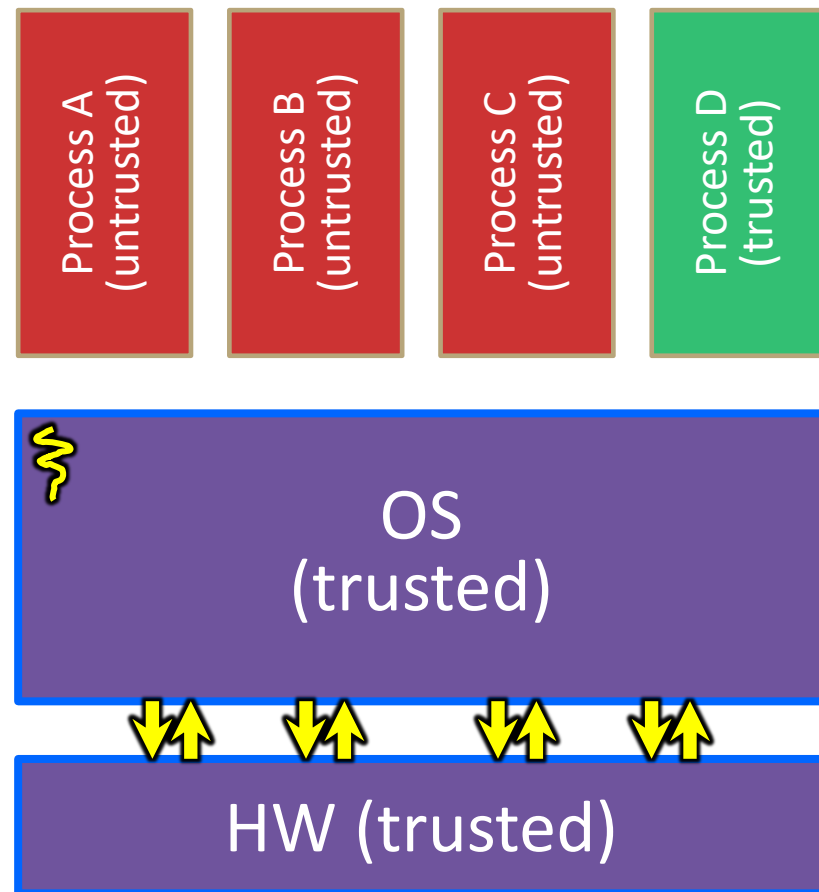 Process A
(untrusted)
Process B
(untrusted)
Process C
(untrusted)
Process D
(trusted)
OS
(trusted)
HW (trusted)